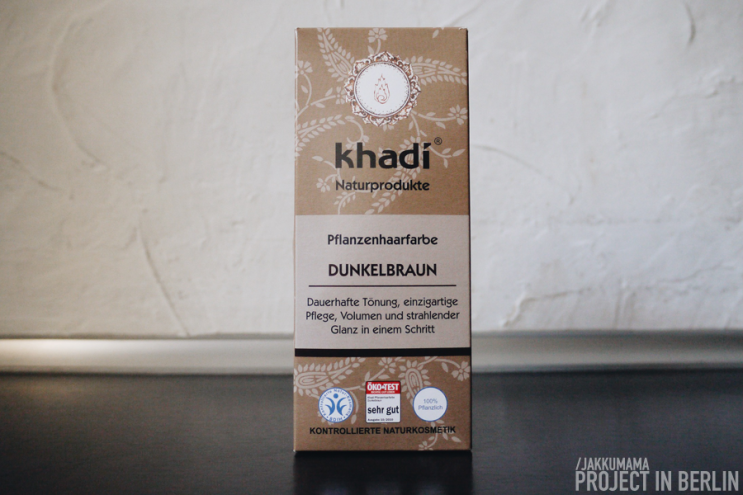 khadí®
Naturprodukte
Pflanzenhaarfarbe
DUNKELBRAUN
Dauerhafte Tönung, einzigartige
Pflege, Volumen und strahlender
Glanz in einem Schritt
ÖKO-TEST
sehr gut
100%
Pflanzlich
KONTROLLIERTE NATURKOSMETIK
/JAKKUMAMA
PROJECT IN BERLIN